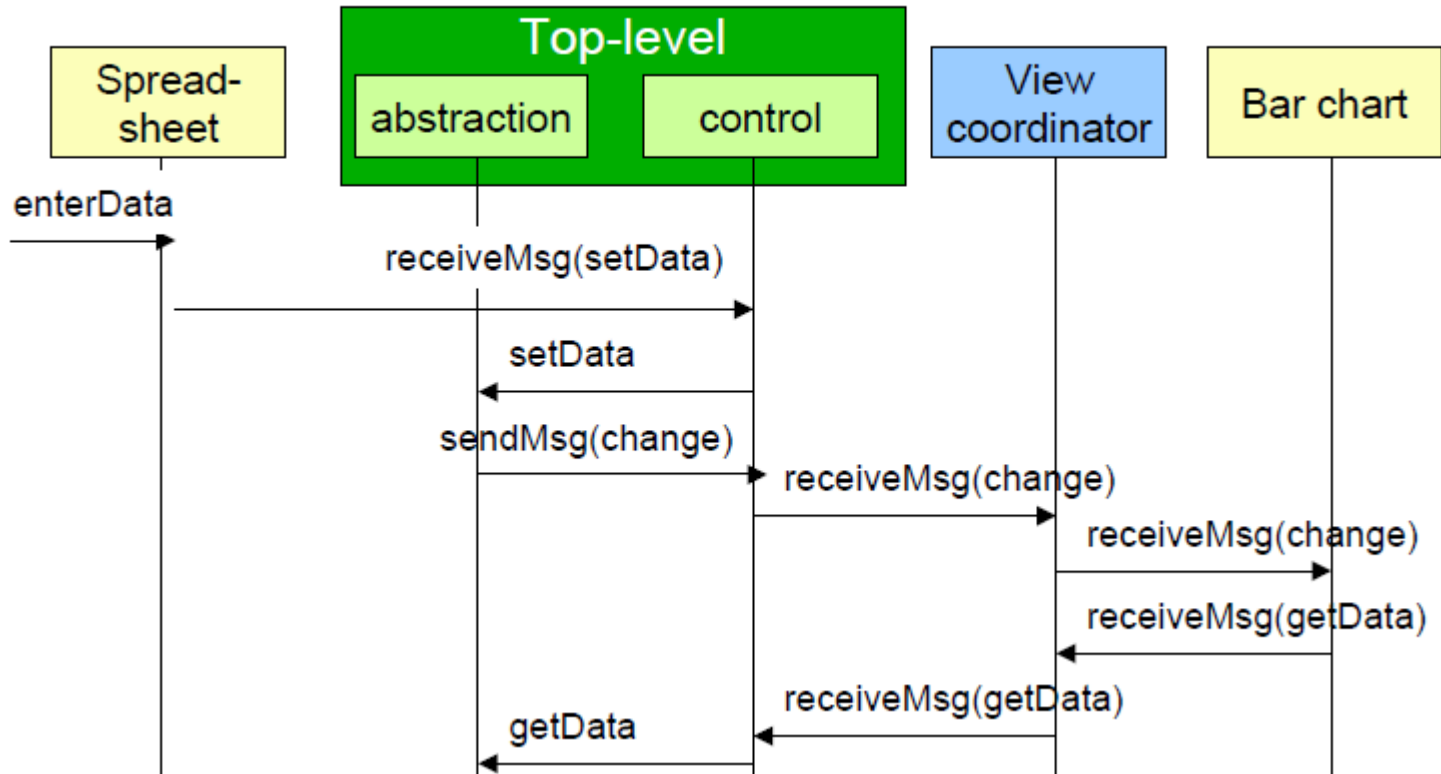 Top-level
Spread-
sheet
abstraction
control
View
coordinator
Bar chart
enterData
receiveMsg(setData)
setData
sendMsg(change)
receiveMsg(change)
receiveMsg(change)
receiveMsg(getData)
receiveMsg(getData)
getData